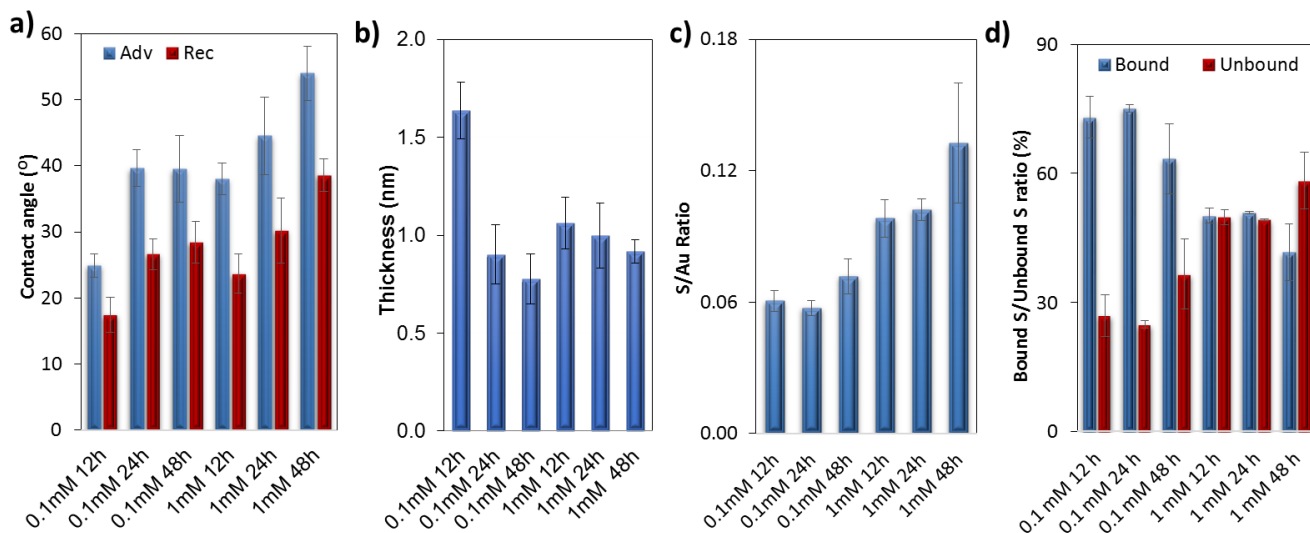 a)
Adv
Rec
Contact angle (⁰)
60
50
40
30
20
10
0
0.1mM 12h
0.1mM 24h
0.1mM 48h
1mM 12h
1mM 24h
1mM 48h
b)
Thickness (nm)
2.0
1.5
1.0
0.5
0.0
0.1mM 12h
0.1mM 24h
0.1mM 48h
1mM 12h
1mM 24h
1mM 48h
c)
S/Au Ratio
0.18
0.12
0.06
0.00
0.1mM 12h
0.1mM 24h
0.1mM 48h
1mM 12h
1mM 24h
1mM 48h
d)
Bound
Unbound
Bound S/Unbound S ratio (%)
90
60
30
0
0.1 mM 12 h
0.1 mM 24 h
0.1 mM 48 h
1 mM 12 h
1 mM 24 h
1 mM 48 h